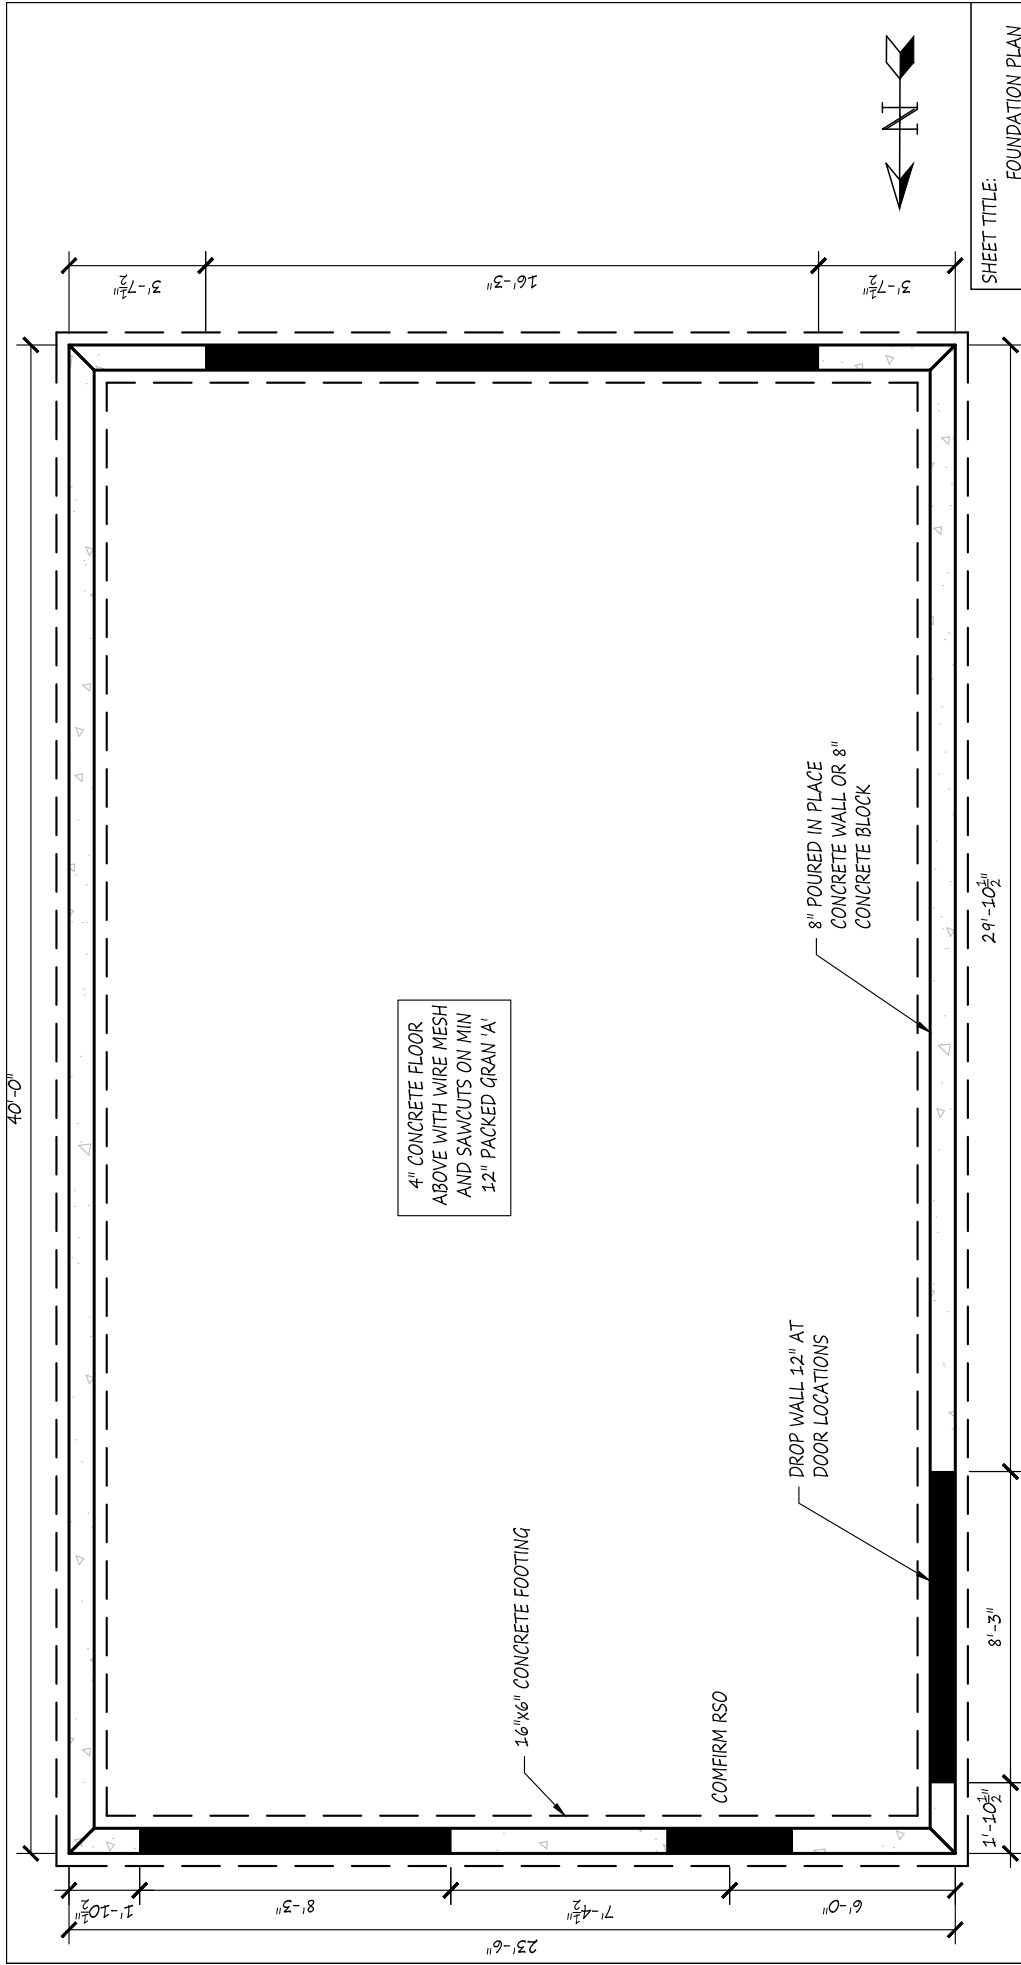 40'-0"
3'-7½"
16'-3"
3'-7½"
N
SHEET TITLE:
FOUNDATION PLAN
4" CONCRETE FLOOR
ABOVE WITH WIRE MESH
AND SAWCUTS ON MIN
12" PACKED GRAN 'A'
8" POURED IN PLACE
CONCRETE WALL OR 8"
CONCRETE BLOCK
29'-10½"
DROP WALL 12" AT
DOOR LOCATIONS
16"x6" CONCRETE FOOTING
COMFIRM RSO
8'-3"
1'-10½"
1'-10½"
8'-3"
7'-4½"
6'-0"
23'-6"